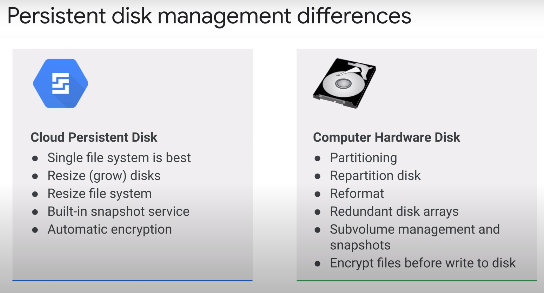 Persistent disk management differences
Cloud Persistent Disk
● Single file system is best
● Resize (grow) disks
● Resize file system
● Built-in snapshot service
● Automatic encryption
Computer Hardware Disk
● Partitioning
● Repartition disk
● Reformat
● Redundant disk arrays
● Subvolume management and
snapshots
● Encrypt files before write to disk